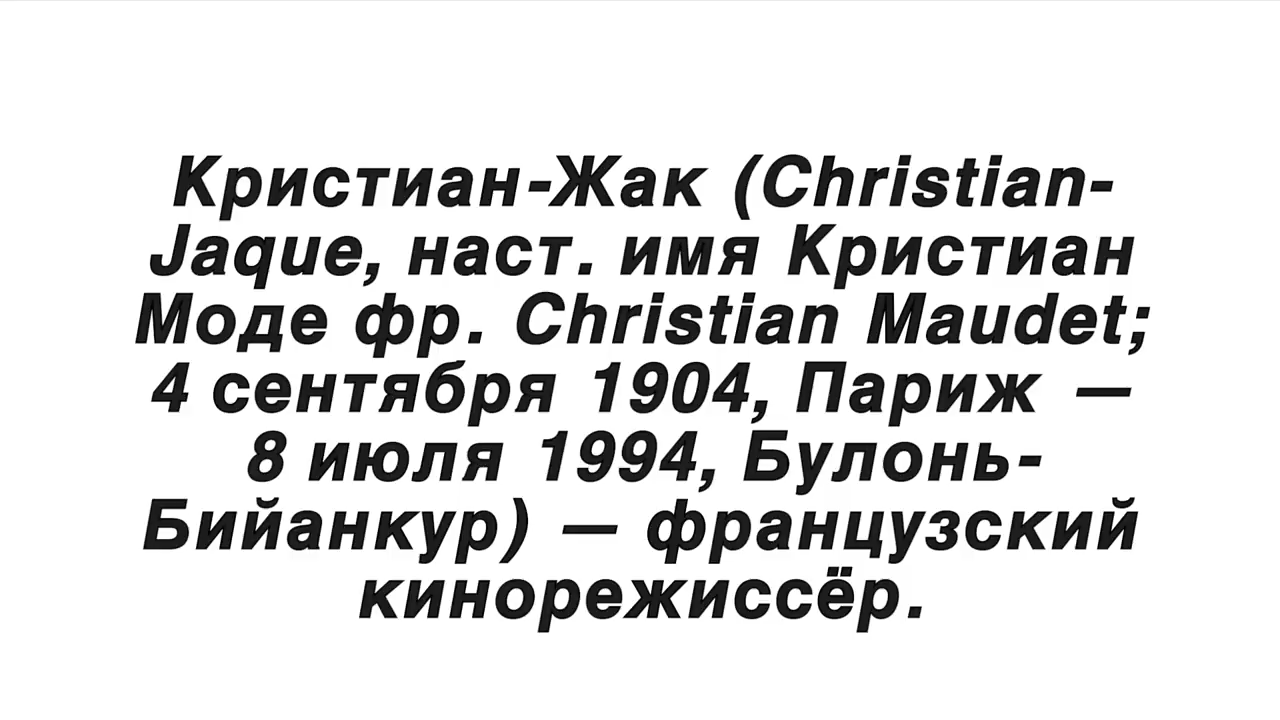 Кристиан-Жак (Christian-
Jaque, наст. имя Кристиан
Моде фр. Christian Maudet;
4 сентября 1904, Париж —
8 июля 1994, Булонь-
Бийанкур) — французский
кинорежиссёр.